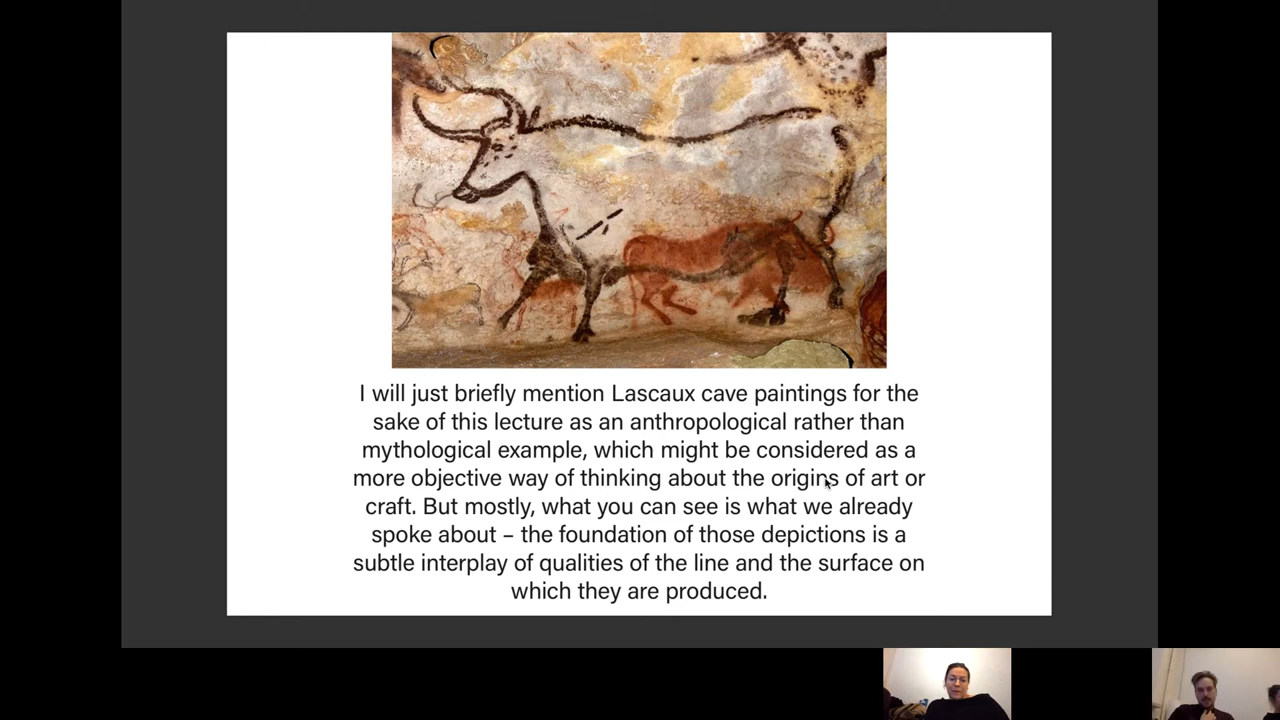 I will just briefly mention Lascaux cave paintings for the
sake of this lecture as an anthropological rather than
mythological example, which might be considered as a
more objective way of thinking about the origins of art or
craft. But mostly, what you can see is what we already
spoke about – the foundation of those depictions is a
subtle interplay of qualities of the line and the surface on
which they are produced.